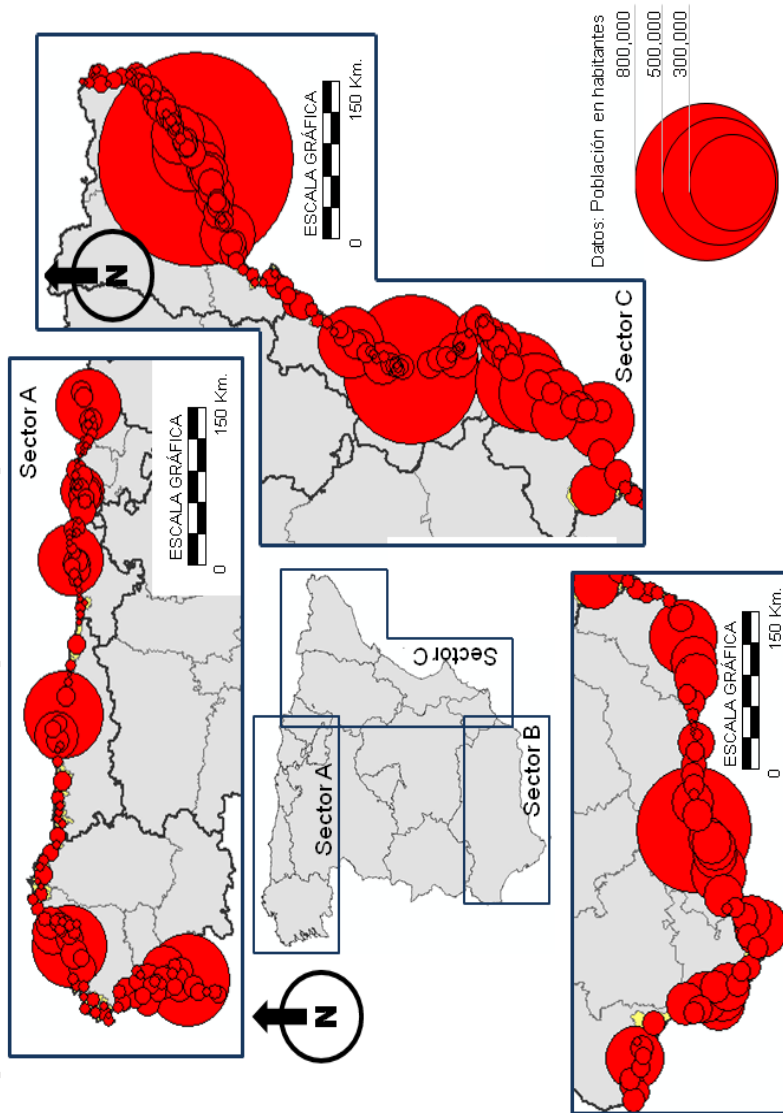 Sector A
ESCALA GRÁFICA
0
150 Km.
N
ESCALA GRÁFICA
0
150 Km.
Sector C
N
Sector A
Sector C
Sector B
ESCALA GRÁFICA
0
150 Km.
Datos: Población en habitantes
800,000
500,000
300,000